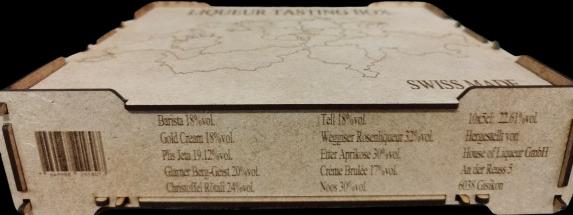 LIQUEUR TASTING BOX
SWISS MADE
Barista 18%vol.
Gold Cream 18%vol.
Pfis Jeta 19.12%vol.
Glarner Berg-Geist 20%vol.
Christoffel Rötali 24%vol.
Tell 18%vol.
Weggiser Rosenliqueur 32%vol.
Etter Aprikose 30%vol.
Creme Brulée 17%vol.
Noos 30%vol.
10x5cl. 22.61%vol.
Hergestellt von
House of Liqueur GmbH
An der Reuss 5
6038 Gisikon